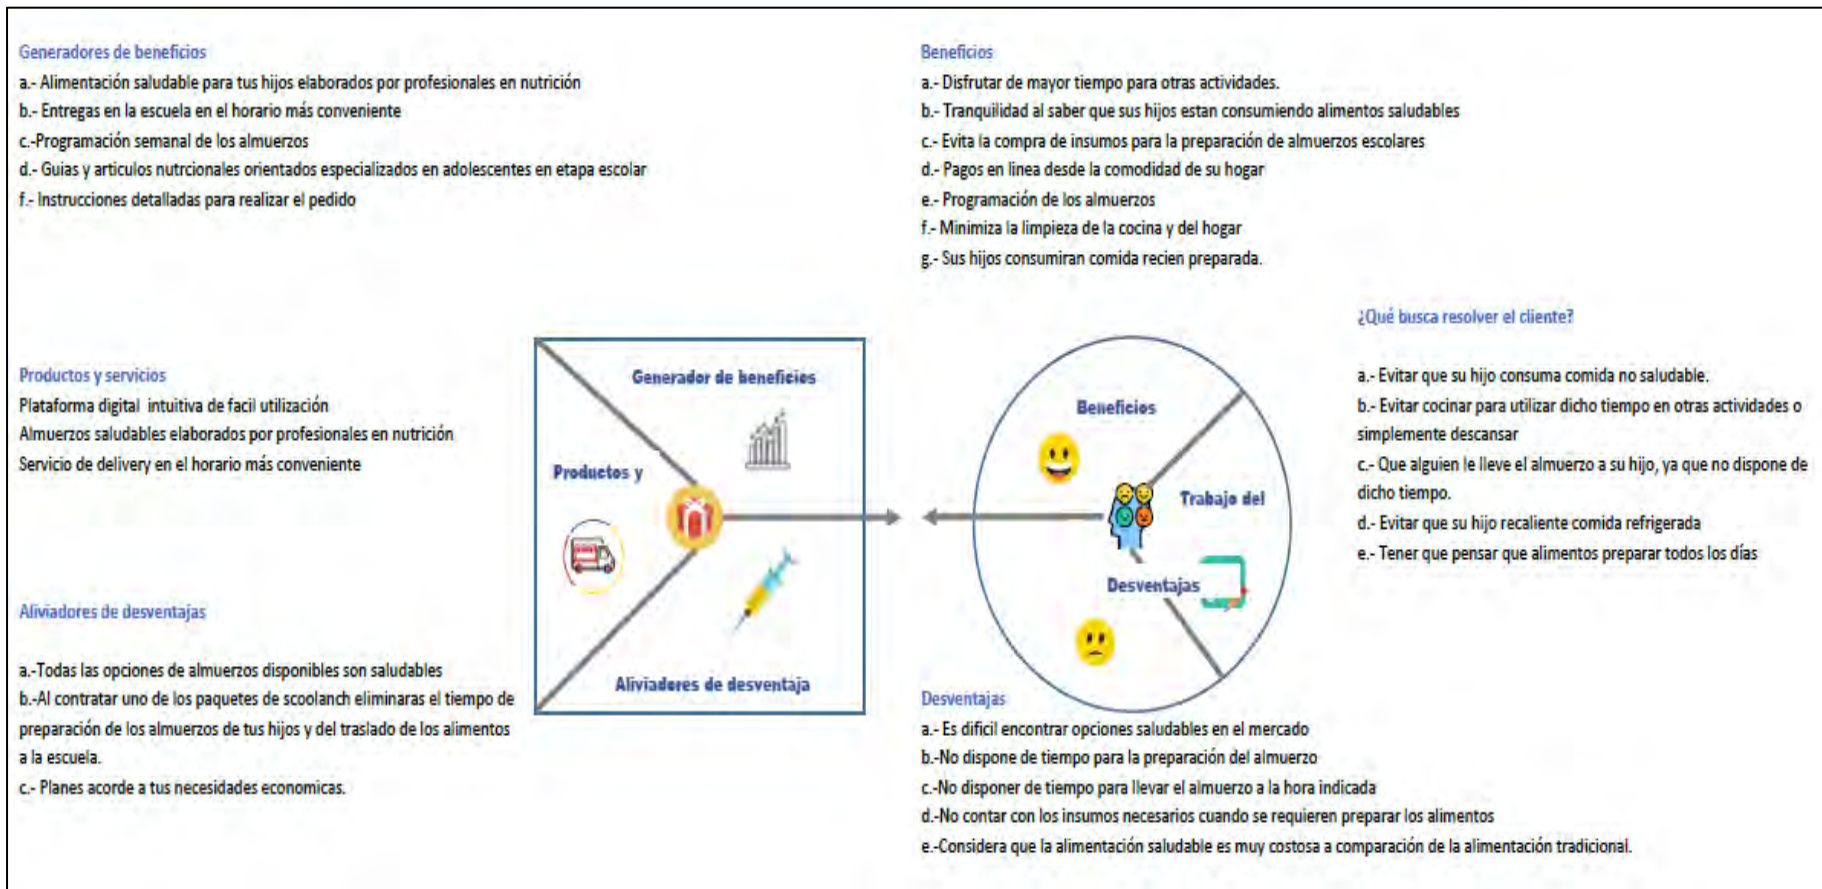 Generadores de beneficios
a.- Alimentación saludable para tus hijos elaborados por profesionales en nutrición
b.- Entregas en la escuela en el horario más conveniente
c.-Programación semanal de los almuerzos
d.- Guias y articulos nutrcionales orientados especializados en adolescentes en etapa escolar
f.- Instrucciones detalladas para realizar el pedido
Beneficios
a.- Disfrutar de mayor tiempo para otras actividades.
b.- Tranquilidad al saber que sus hijos estan consumiendo alimentos saludables
c.- Evita la compra de insumos para la preparación de almuerzos escolares
d.- Pagos en linea desde la comodidad de su hogar
e.- Programación de los almuerzos
f.- Minimiza la limpieza de la cocina y del hogar
g.- Sus hijos consumiran comida recien preparada.
Productos y servicios
Plataforma digital intuitiva de facil utilización
Almuerzos saludables elaborados por profesionales en nutrición
Servicio de delivery en el horario más conveniente
Generador de beneficios
Productos y
Aliviadores de desventaja
Beneficios
Trabajo del
Desventajas
¿Qué busca resolver el cliente?
a.- Evitar que su hijo consuma comida no saludable.
b.- Evitar cocinar para utilizar dicho tiempo en otras actividades o
simplemente descansar
c.- Que alguien le lleve el almuerzo a su hijo, ya que no dispone de
dicho tiempo.
d.- Evitar que su hijo recaliente comida refrigerada
e.- Tener que pensar que alimentos preparar todos los días
Aliviadores de desventajas
a.-Todas las opciones de almuerzos disponibles son saludables
b.-Al contratar uno de los paquetes de scoolanch eliminaras el tiempo de
preparación de los almuerzos de tus hijos y del traslado de los alimentos
a la escuela.
c.- Planes acorde a tus necesidades economicas.
Desventajas
a.- Es dificil encontrar opciones saludables en el mercado
b.-No dispone de tiempo para la preparación del almuerzo
c.-No disponer de tiempo para llevar el almuerzo a la hora indicada
d.-No contar con los insumos necesarios cuando se requieren preparar los alimentos
e.-Considera que la alimentación saludable es muy costosa a comparación de la alimentación tradicional.